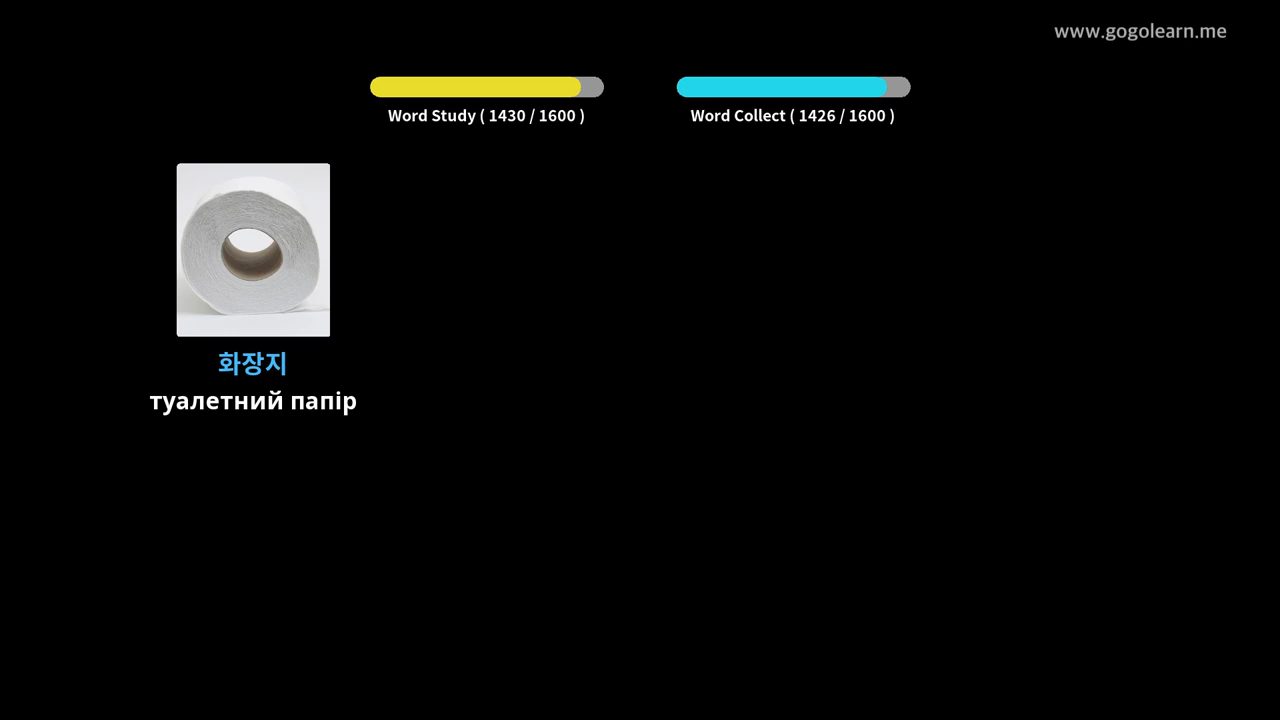 www.gogolearn.me
Word Study ( 1430 / 1600 )
Word Collect ( 1426 / 1600 )
화장지
туалетний папір